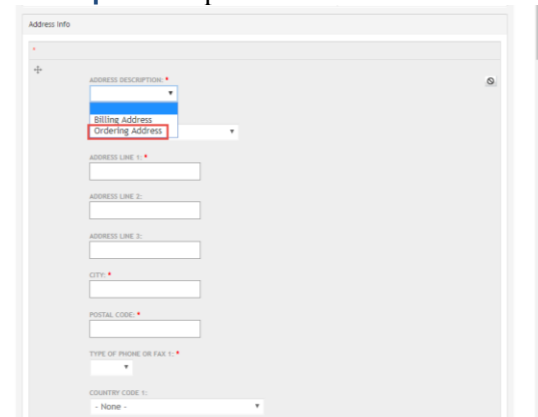 Address Info
*
ADDRESS DESCRIPTION: *
Billing Address
Ordering Address
ADDRESS LINE 1: *
ADDRESS LINE 2:
ADDRESS LINE 3:
CITY: *
POSTAL CODE: *
TYPE OF PHONE OR FAX 1: *
COUNTRY CODE 1:
- None -